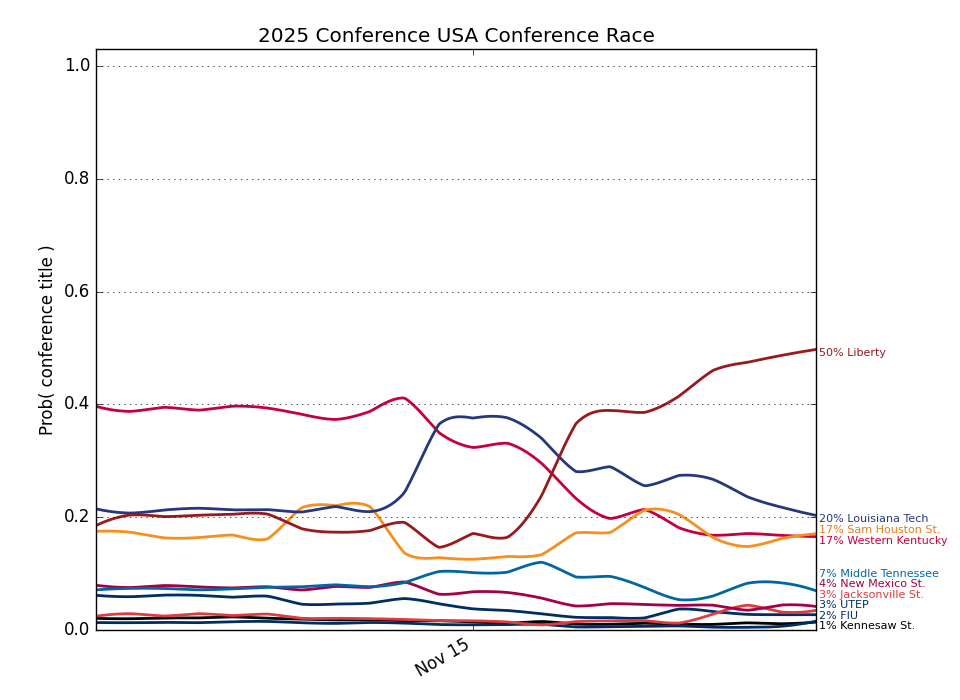 2025 Conference USA Conference Race
1.0
0.8
0.6
0.4
0.2
0.0
Prob( conference title )
Nov 15
50% Liberty
20% Louisiana Tech
17% Sam Houston St.
17% Western Kentucky
7% Middle Tennessee
4% New Mexico St.
3% Jacksonville St.
3% UTEP
2% FIU
1% Kennesaw St.